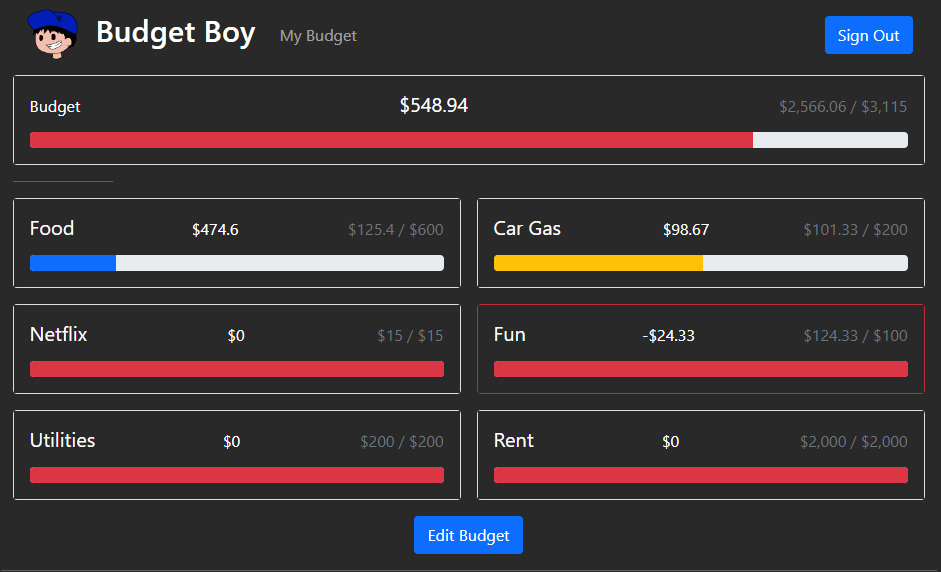 Budget Boy My Budget Sign Out
Budget $548.94 $2,566.06 / $3,115
Food $474.6 $125.4 / $600
Car Gas $98.67 $101.33 / $200
Netflix $0 $15 / $15
Fun -$24.33 $124.33 / $100
Utilities $0 $200 / $200
Rent $0 $2,000 / $2,000
Edit Budget